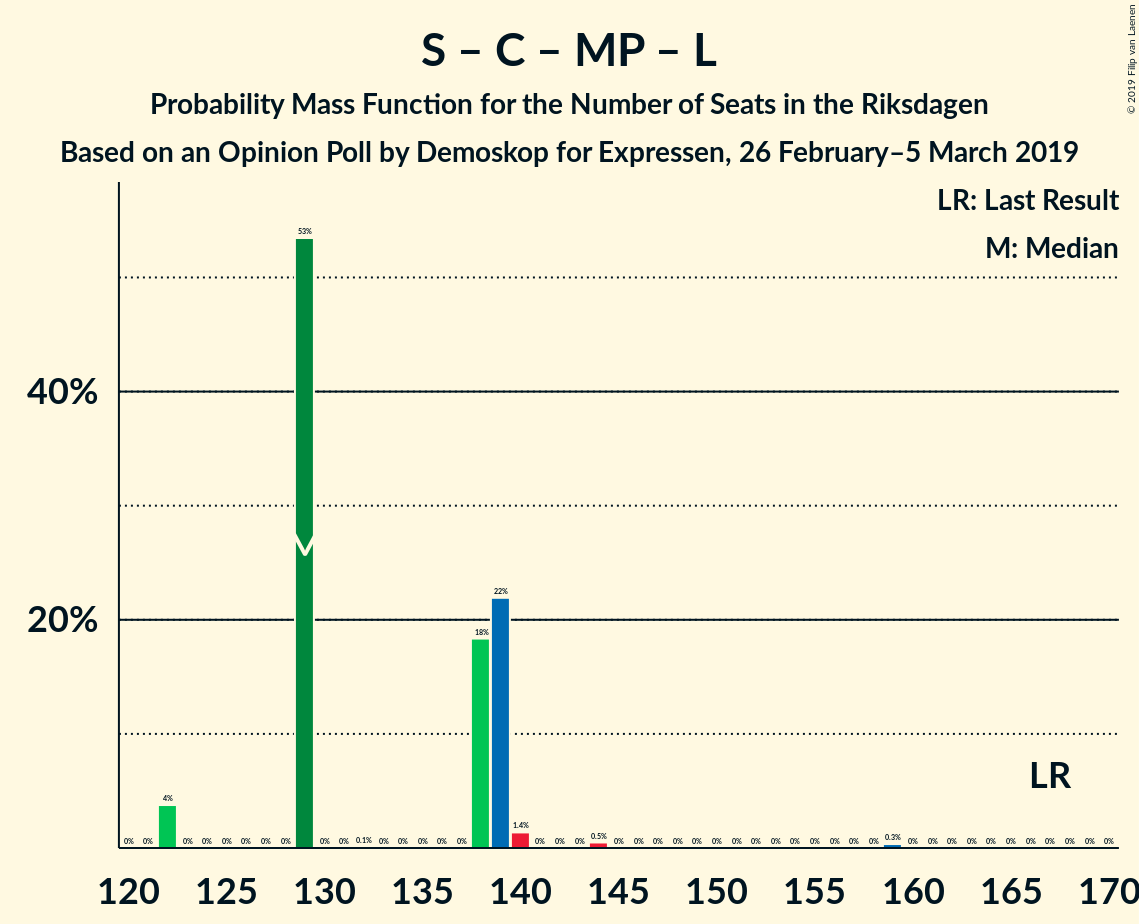 S – C – MP – L
Probability Mass Function for the Number of Seats in the Riksdagen
Based on an Opinion Poll by Demoskop for Expressen, 26 February–5 March 2019
© 2019 Filip van Laenen
LR: Last Result
M: Median
53%
40%
22%
20%
18%
LR
4%
1.4%
0% 0% 0% 0% 0% 0% 0% 0% 0% 0% 0.1% 0% 0% 0% 0% 0% 0% 0% 0% 0.5% 0% 0% 0% 0% 0% 0% 0% 0% 0% 0% 0% 0% 0% 0% 0.3% 0% 0% 0% 0% 0% 0% 0% 0% 0% 0% 0%
120 125 130 135 140 145 150 155 160 165 170